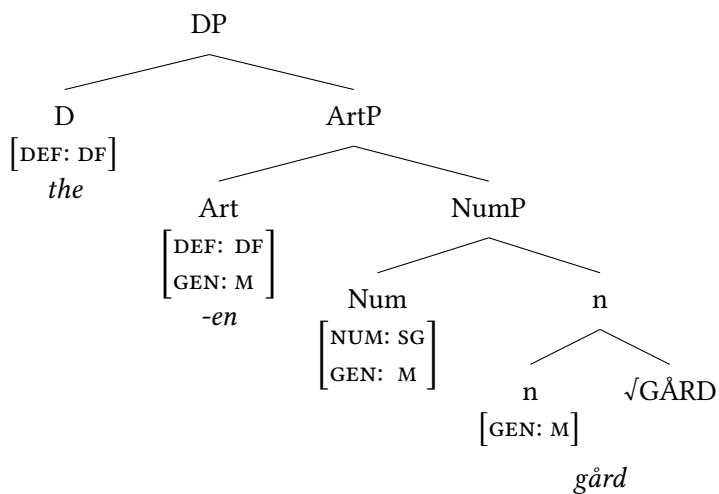 DP
D ArtP
[DEF: DF]
the
Art NumP
[DEF: DF
GEN: M]
-en
Num n
[NUM: SG
GEN: M]
n √GÅRD
[GEN: M]
gård